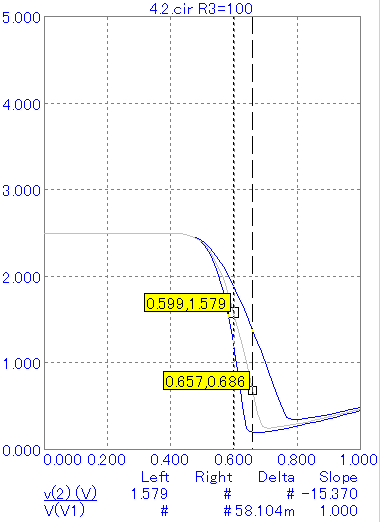 4.2.cir R3=100
5.000
4.000
3.000
2.000
0.599,1.579
1.000
0.657,0.686
0.000
0.000 0.200 0.400 0.600 0.800 1.000
Left Right Delta Slope
v(2) (V) 1.579 # # -15.370
V(V1) # # 58.104m 1.000